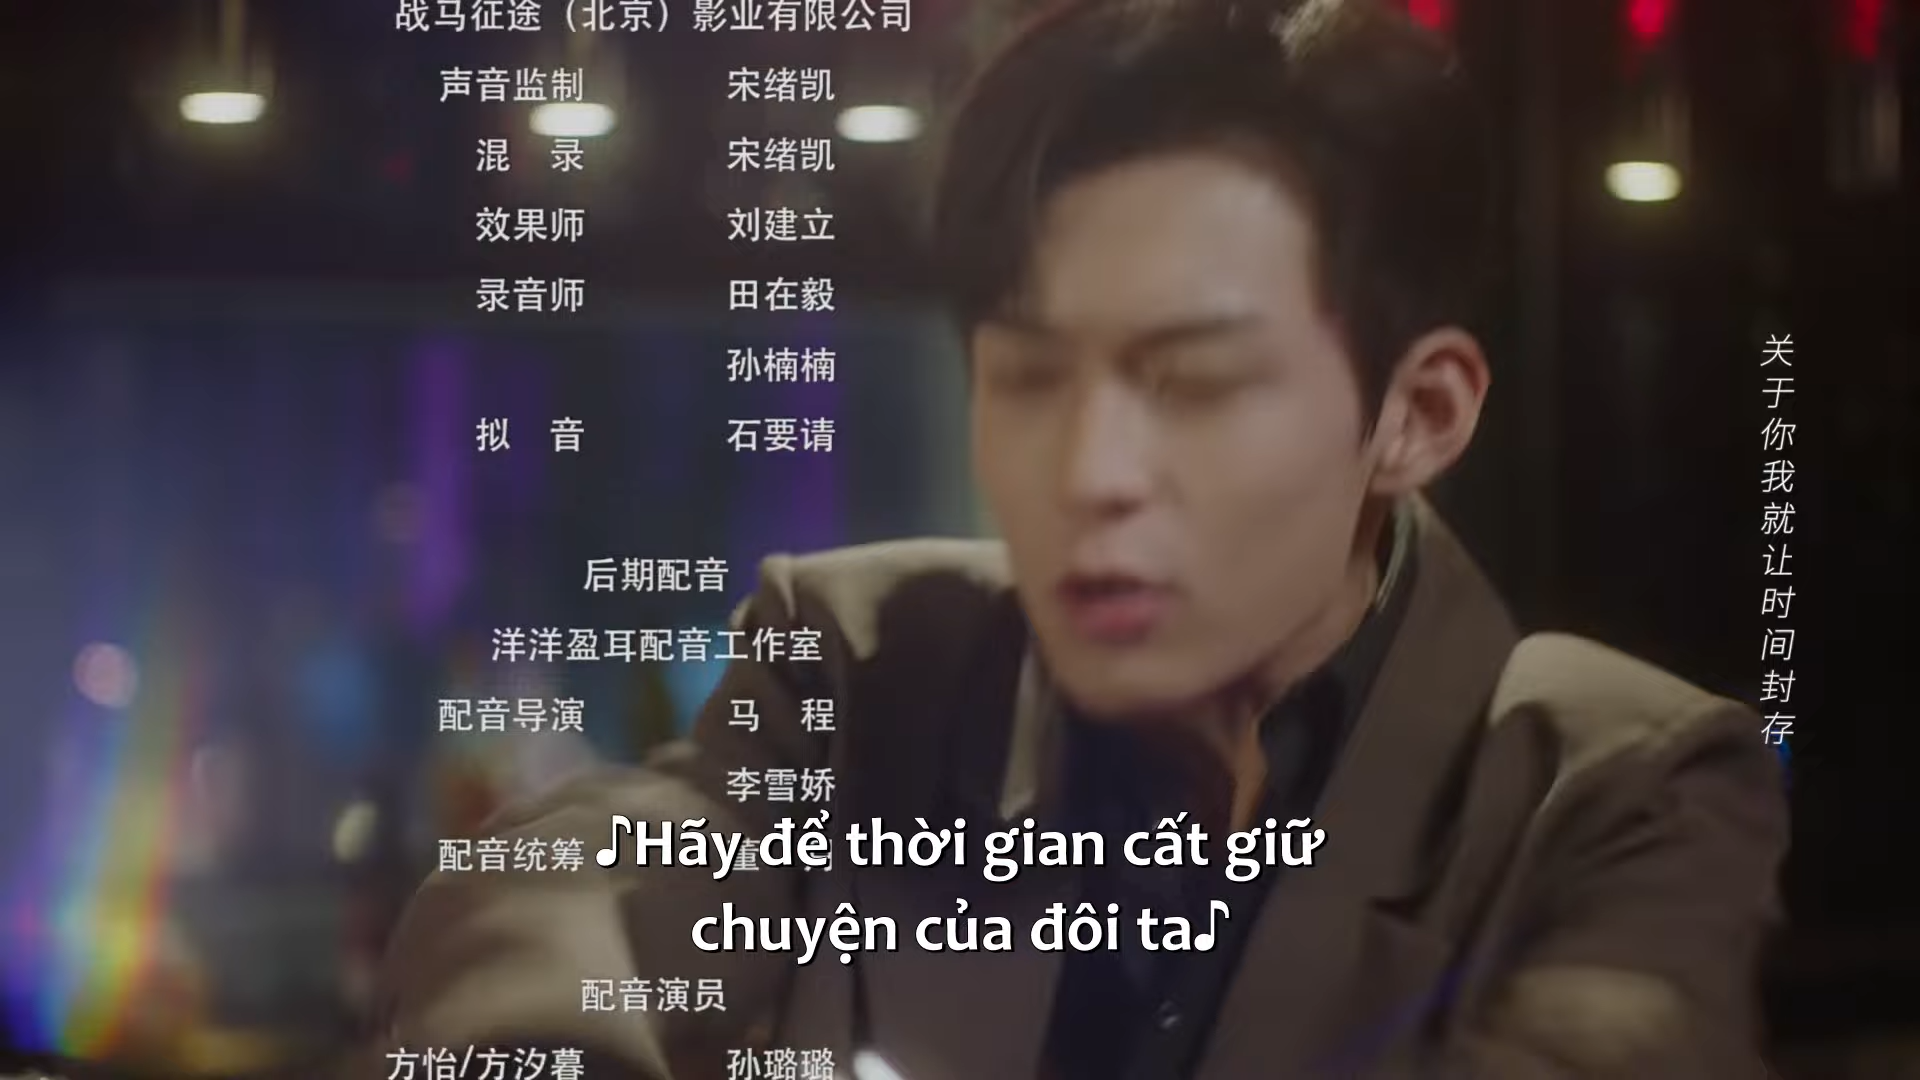 战马征途（北京）影业有限公司
声音监制 宋绪凯
混 录 宋绪凯
效果师 刘建立
录音师 田在毅
孙楠楠
拟 音 石要请
后期配音
洋洋盈耳配音工作室
配音导演 马 程
李雪娇
配音统筹 董
♪Hãy để thời gian cất giữ
chuyện của đôi ta♪
配音演员
方怡/方汐暮 孙璐璐
关于你我就让时间封存